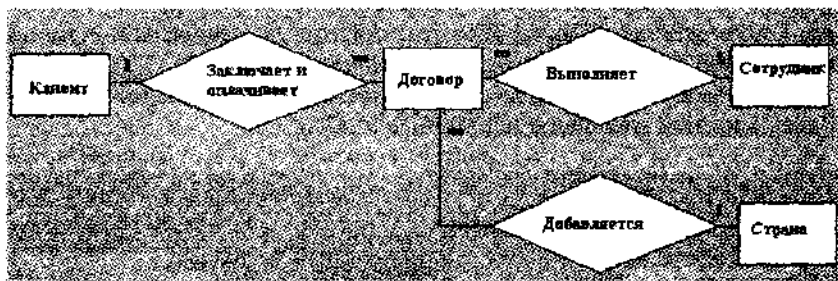 Клиент
1
Заключает и
оплачивает
∞
Договор
∞
Выполняет
1
Сотрудник
∞
Добавляется
1
Страна